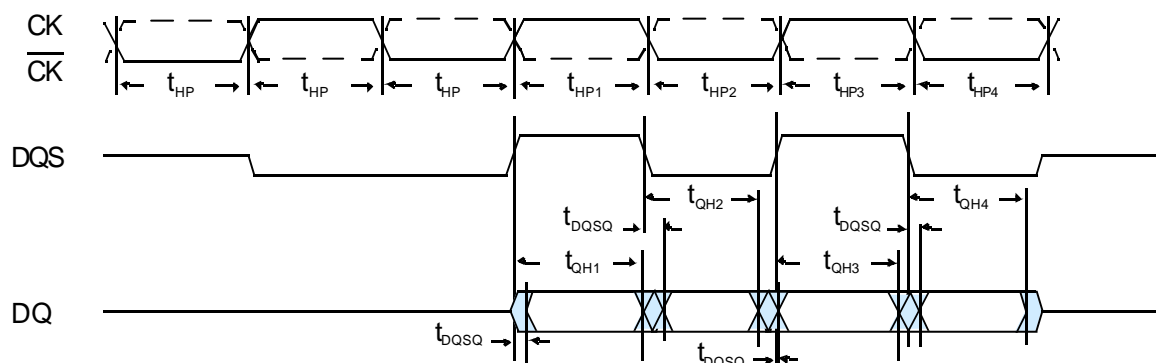 CK
CK
tHP tHP tHP tHP1 tHP2 tHP3 tHP4
DQS
tQH2 tQH4
tDQSQ tDQSQ
tQH1 tQH3
DQ
tDQSQ tDQSQ